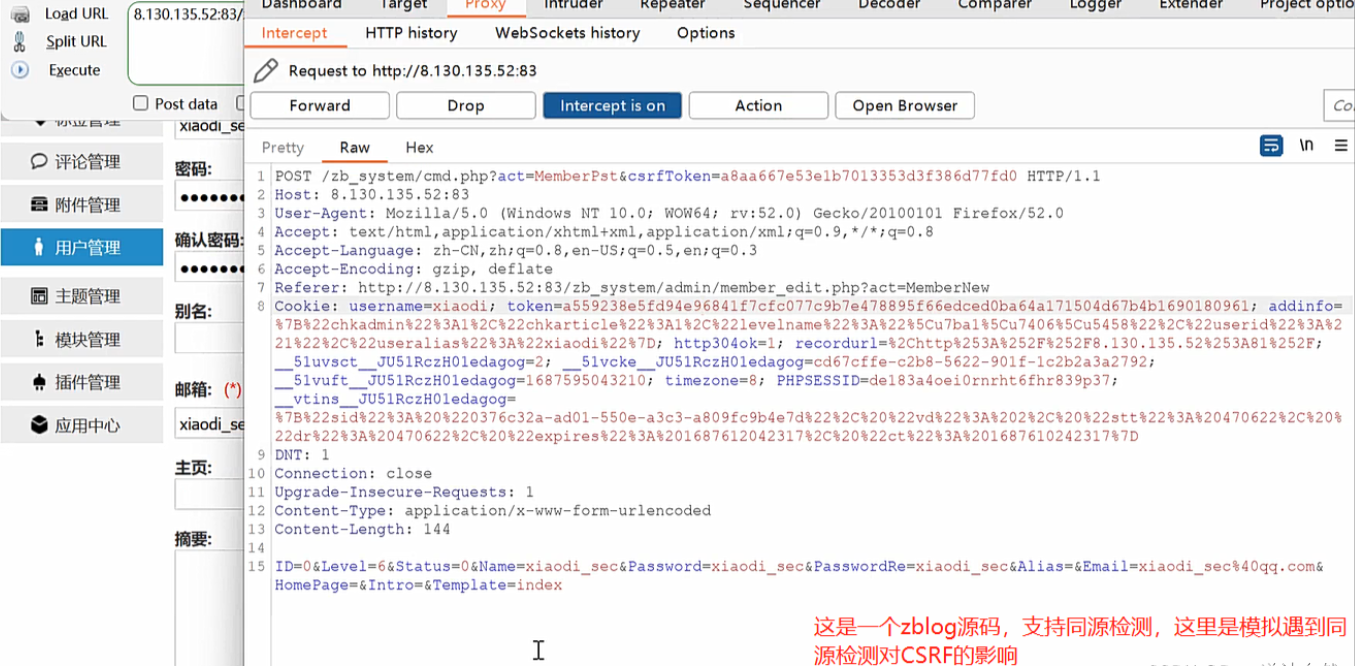 Load URL
Split URL
Execute
8.130.135.52:83/
Post data
标签管理
评论管理
附件管理
用户管理
主题管理
模块管理
插件管理
应用中心
xiaodi_se
密码:
●●●●●●●
确认密码:
●●●●●●●
别名:
邮箱: (*)
xiaodi_se
主页:
摘要:
Dashboard Target Proxy Intruder Repeater Sequencer Decoder Comparer Logger Extender Project optio
Intercept HTTP history WebSockets history Options
Request to http://8.130.135.52:83
Forward Drop Intercept is on Action Open Browser Co
Pretty Raw Hex \n
1 POST /zb_system/cmd.php?act=MemberPst&csrfToken=a8aa667e53e1b7013353d3f386d77fd0 HTTP/1.1
2 Host: 8.130.135.52:83
3 User-Agent: Mozilla/5.0 (Windows NT 10.0; WOW64; rv:52.0) Gecko/20100101 Firefox/52.0
4 Accept: text/html,application/xhtml+xml,application/xml;q=0.9,*/*;q=0.8
5 Accept-Language: zh-CN,zh;q=0.8,en-US;q=0.5,en;q=0.3
6 Accept-Encoding: gzip, deflate
7 Referer: http://8.130.135.52:83/zb_system/admin/member_edit.php?act=MemberNew
8 Cookie: username=xiaodi; token=a559238e5fd94e96841f7cfc077c9b7e478895f66edced0ba64a171504d67b4b1690180961; addinfo=
%7B%22chkadmin%22%3A1%2C%22chkarticle%22%3A1%2C%22levelname%22%3A%22%5Cu7ba1%5Cu7406%5Cu5458%22%2C%22userid%22%3A%2
21%22%2C%22useralias%22%3A%22xiaodi%22%7D; http304ok=1; recordurl=%2Chttp%253A%252F%252F8.130.135.52%253A81%252F;
__51uvsct__JU51RczH01edagog=2; __51vcke__JU51RczH01edagog=cd67cffe-c2b8-5622-901f-1c2b2a3a2792;
__51vuft__JU51RczH01edagog=1687595043210; timezone=8; PHPSESSID=de183a4oei0rnrht6fhr839p37;
__vtins__JU51RczH01edagog=
%7B%22sid%22%3A%20%220376c32a-ad01-550e-a3c3-a809fc9b4e7d%22%2C%20%22vd%22%3A%202%2C%20%22stt%22%3A%20470622%2C%20%
22dr%22%3A%20470622%2C%20%22expires%22%3A%201687612042317%2C%20%22ct%22%3A%201687610242317%7D
9 DNT: 1
10 Connection: close
11 Upgrade-Insecure-Requests: 1
12 Content-Type: application/x-www-form-urlencoded
13 Content-Length: 144
14
15 ID=0&Level=6&Status=0&Name=xiaodi_sec&Password=xiaodi_sec&PasswordRe=xiaodi_sec&Alias=&Email=xiaodi_sec%40qq.com&
HomePage=&Intro=&Template=index
这是一个zblog源码，支持同源检测，这里是模拟遇到同
源检测对CSRF的影响